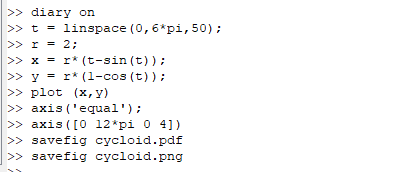 >> diary on
>> t = linspace(0,6*pi,50);
>> r = 2;
>> x = r*(t-sin(t));
>> y = r*(1-cos(t));
>> plot (x,y)
>> axis('equal');
>> axis([0 12*pi 0 4])
>> savefig cycloid.pdf
>> savefig cycloid.png